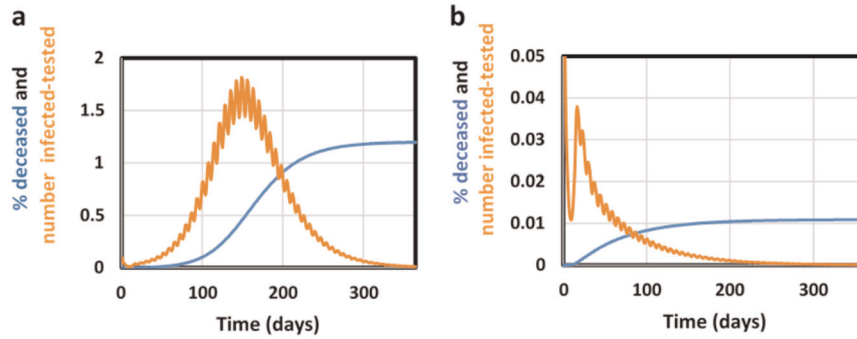 a
% deceased and
number infected-tested
2
1.5
1
0.5
0
0 100 200 300
Time (days)
b
% deceased and
number infected-tested
0.05
0.04
0.03
0.02
0.01
0
0 100 200 300
Time (days)